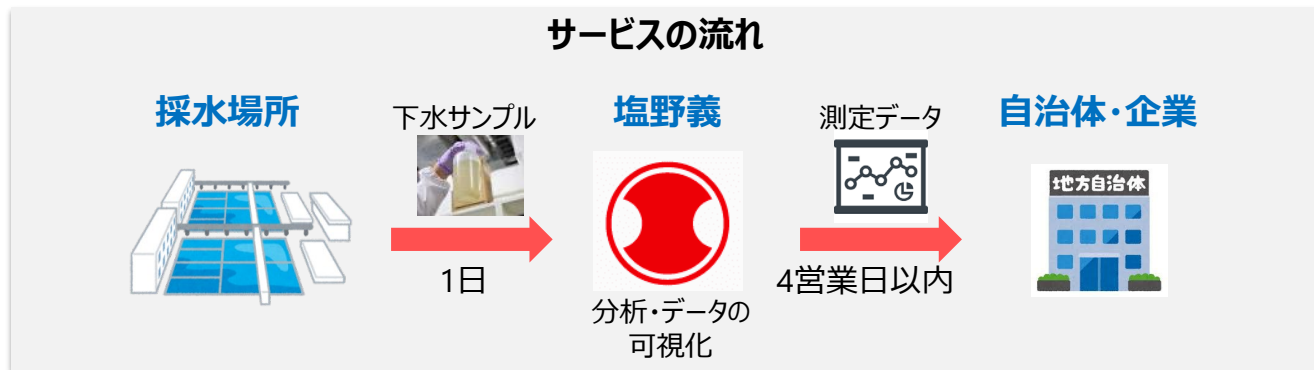 サービスの流れ
採水場所
下水サンプル
塩野義
測定データ
自治体・企業
地方自治体
1日
4営業日以内
分析・データの
可視化